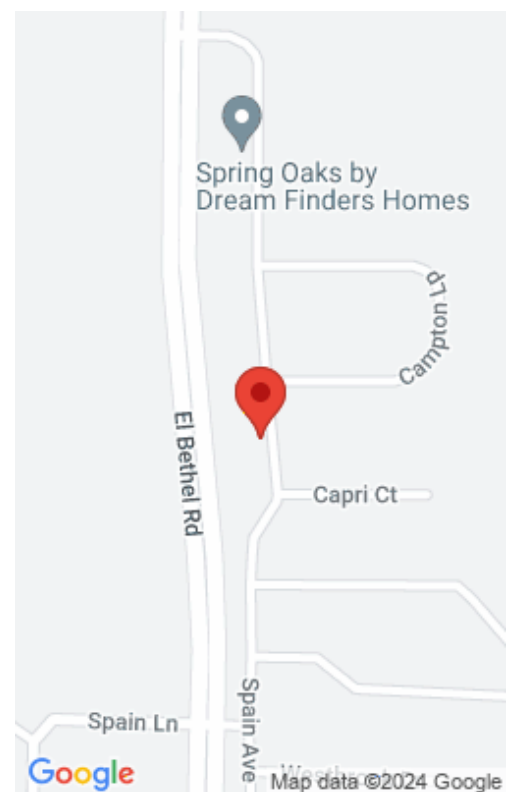 Spring Oaks by
Dream Finders Homes
Campton Lp
El Bethel Rd
Capri Ct
Spain Ln
Spain Ave
Google
Map data ©2024 Google